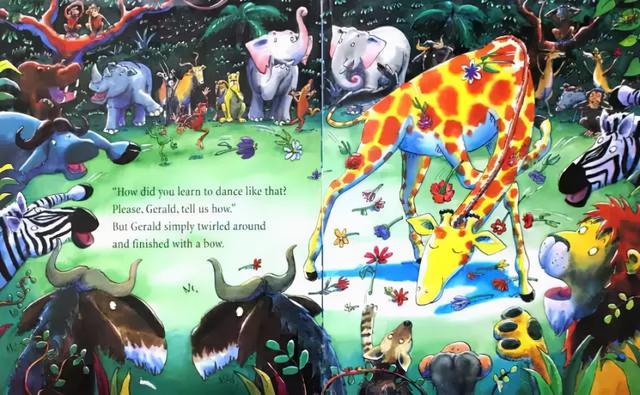 "How did you learn to dance like that?
Please, Gerald, tell us how."
But Gerald simply twirled around
and finished with a bow.